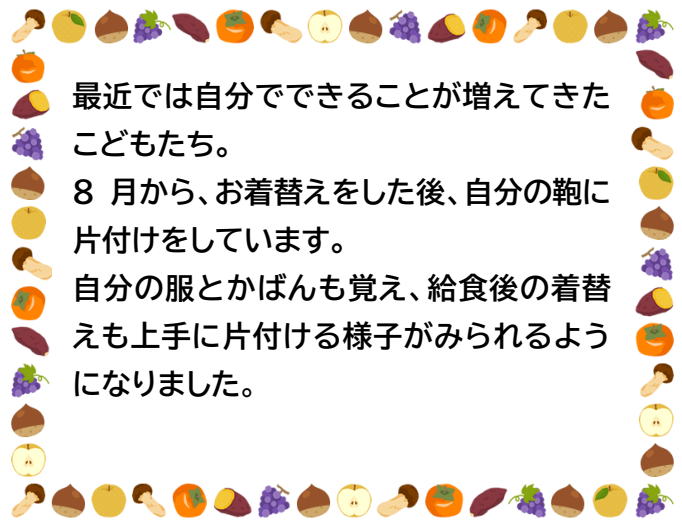 最近では自分でできることが増えてきた
こどもたち。
８ 月から、お着替えをした後、自分の鞄に
片付けをしています。
自分の服とかばんも覚え、給食後の着替
えも上手に片付ける様子がみられるよう
になりました。